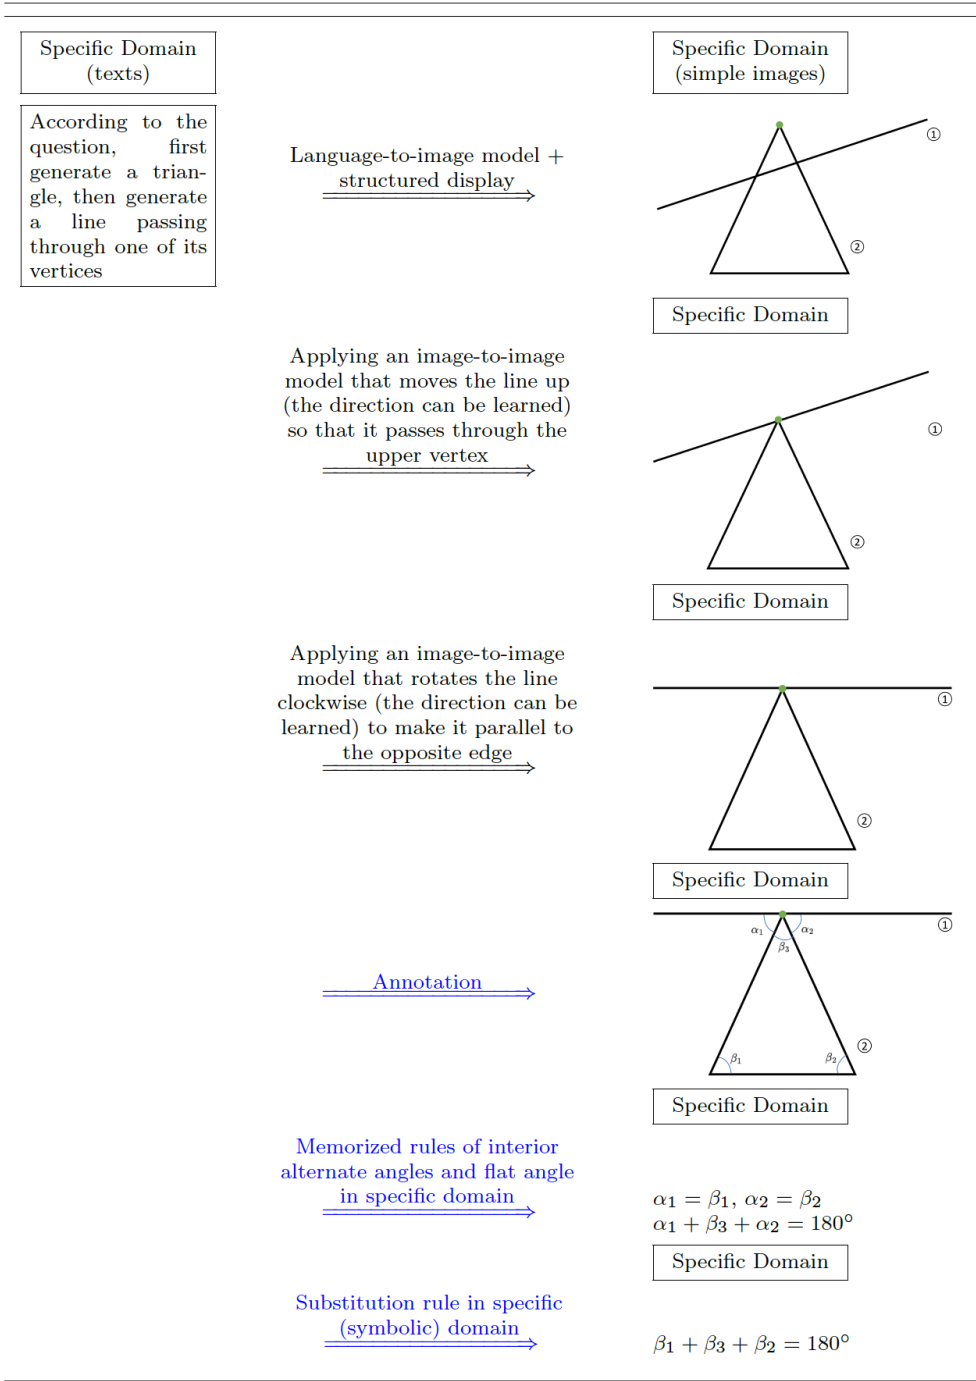 Specific Domain
(texts)
Specific Domain
(simple images)
According to the
question, first
generate a trian-
gle, then generate
a line passing
through one of its
vertices
Language-to-image model +
structured display
①
②
Specific Domain
Applying an image-to-image
model that moves the line up
(the direction can be learned)
so that it passes through the
upper vertex
①
②
Specific Domain
Applying an image-to-image
model that rotates the line
clockwise (the direction can be
learned) to make it parallel to
the opposite edge
①
②
Specific Domain
Annotation
①
α₁ α₂
β₃
②
β₁ β₂
Specific Domain
Memorized rules of interior
alternate angles and flat angle
in specific domain
α₁ = β₁, α₂ = β₂
α₁ + β₃ + α₂ = 180°
Specific Domain
Substitution rule in specific
(symbolic) domain
β₁ + β₃ + β₂ = 180°